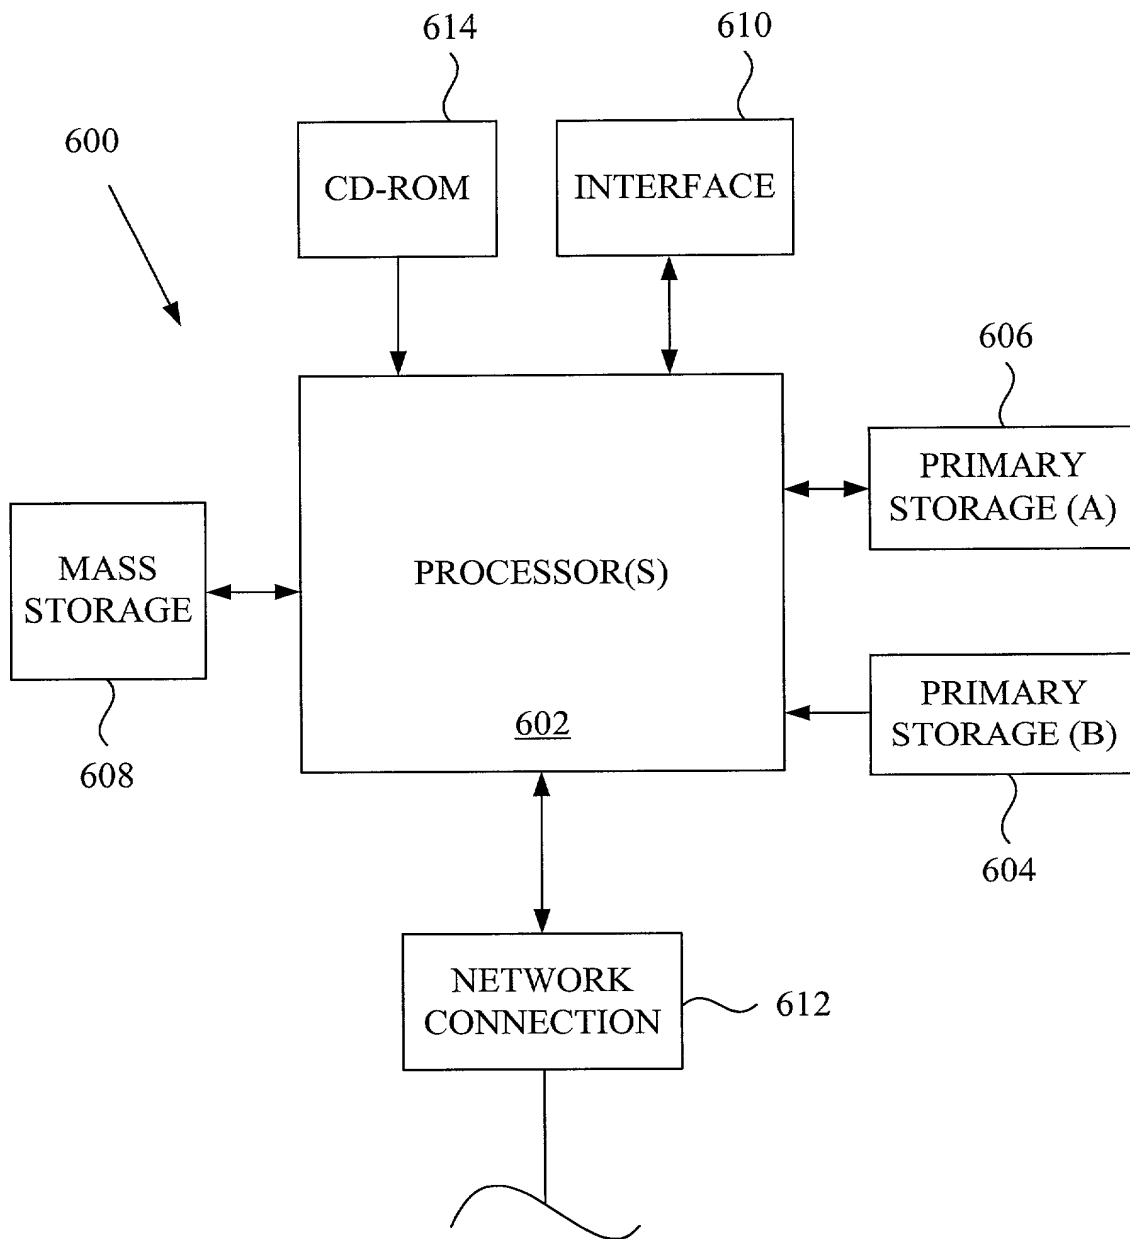 614
610
600
CD-ROM
INTERFACE
606
PRIMARY
STORAGE (A)
MASS
STORAGE
PROCESSOR(S)
602
608
PRIMARY
STORAGE (B)
604
NETWORK
CONNECTION
612